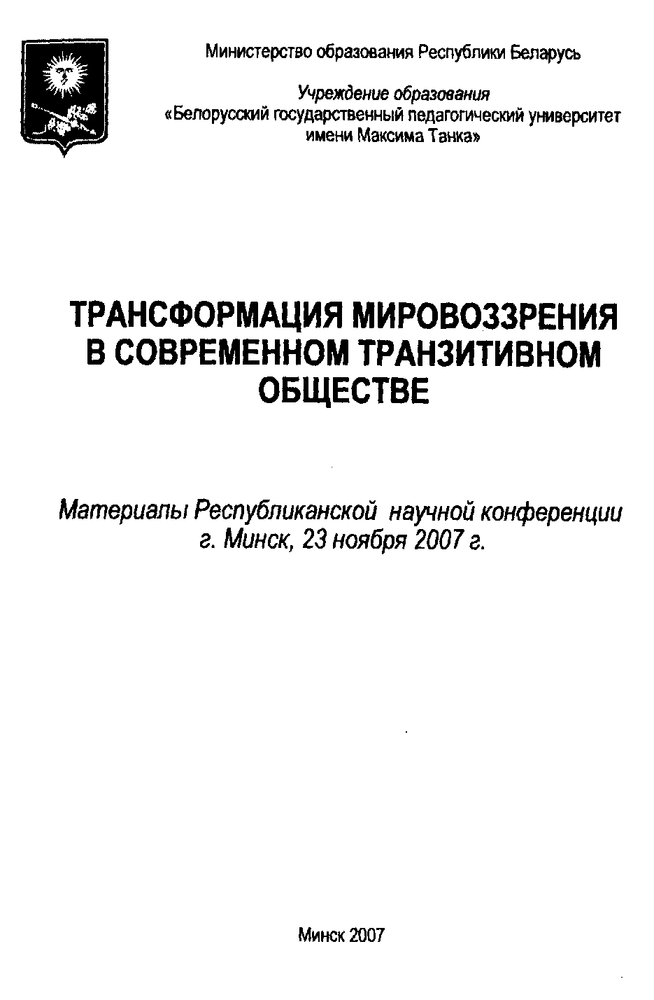 Министерство образования Республики Беларусь
Учреждение образования
«Белорусский государственный педагогический университет
имени Максима Танка»
ТРАНСФОРМАЦИЯ МИРОВОЗЗРЕНИЯ
В СОВРЕМЕННОМ ТРАНЗИТИВНОМ
ОБЩЕСТВЕ
Материалы Республиканской научной конференции
г. Минск, 23 ноября 2007 г.
Минск 2007